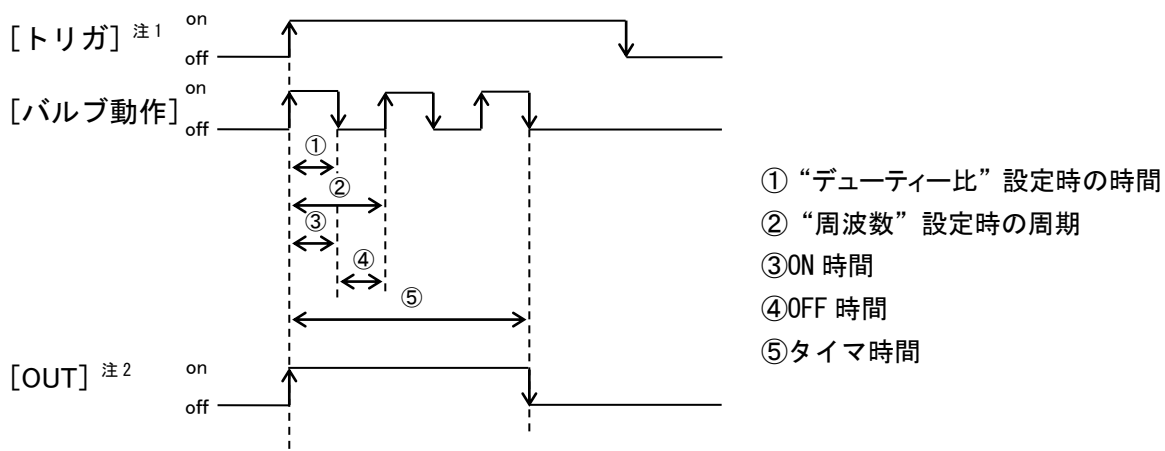 on
[トリガ] 注1
off
on
[バルブ動作]
off
①
②
③
④
⑤
① “デューティー比” 設定時の時間
② “周波数” 設定時の周期
③ON 時間
④OFF 時間
⑤タイマ時間
on
[OUT] 注2
off